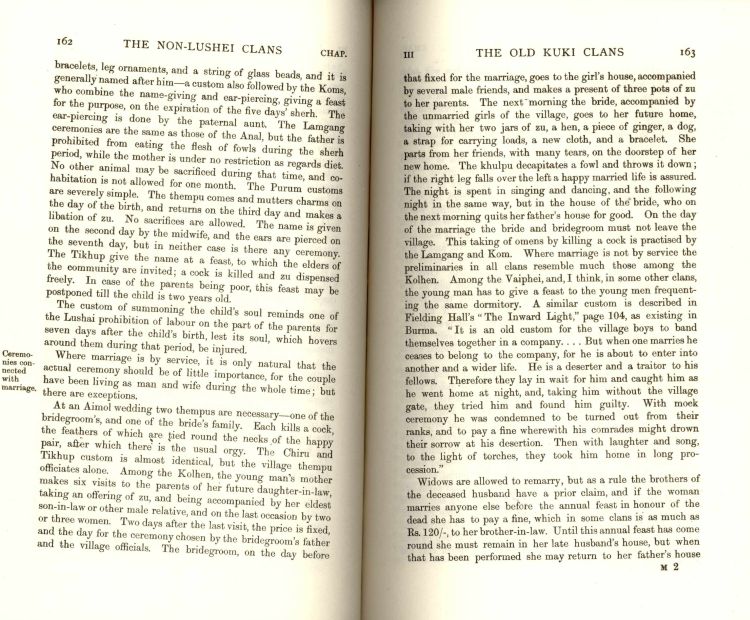 162 THE NON-LUSHEI CLANS CHAP.
bracelets, leg ornaments, and a string of glass beads, and it is
generally named after him—a custom also followed by the Koms,
who combine the name-giving and ear-piercing, giving a feast
for the purpose, on the expiration of the five days' sherh. The
ear-piercing is done by the paternal aunt. The Lamgang
ceremonies are the same as those of the Anal, but the father is
prohibited from eating the flesh of fowls during the sherh
period, while the mother is under no restriction as regards diet.
No other animal may be sacrificed during that time, and co-
habitation is not allowed for one month. The Purum customs
are severely simple. The thempu comes and mutters charms on
the day of the birth, and returns on the third day and makes a
libation of zu. No sacrifices are allowed. The name is given
on the second day by the midwife, and the ears are pierced on
the seventh day, but in neither case is there any ceremony.
The Tikhup give the name at a feast, to which the elders of
the community are invited; a cock is killed and zu dispensed
freely. In case of the parents being poor, this feast may be
postponed till the child is two years old.
The custom of summoning the child's soul reminds one of
the Lushai prohibition of labour on the part of the parents for
seven days after the child's birth, lest its soul, which hovers
around them during that period, be injured.
Ceremo-
nies con-
nected
with
marriage.
Where marriage is by service, it is only natural that the
actual ceremony should be of little importance, for the couple
have been living as man and wife during the whole time; but
there are exceptions.
At an Aimol wedding two thempus are necessary—one of the
bridegroom's, and one of the bride's family. Each kills a cock,
the feathers of which are tied round the necks of the happy
pair, after which there is the usual orgy. The Chiru and
Tikhup custom is almost identical, but the village thempu
officiates alone. Among the Kolhen, the young man's mother
makes six visits to the parents of her future daughter-in-law,
taking an offering of zu, and being accompanied by her eldest
son-in-law or other male relative, and on the last occasion by two
or three women. Two days after the last visit, the price is fixed,
and the day for the ceremony chosen by the bridegroom's father
and the village officials. The bridegroom, on the day before
III THE OLD KUKI CLANS 163
that fixed for the marriage, goes to the girl's house, accompanied
by several male friends, and makes a present of three pots of zu
to her parents. The next morning the bride, accompanied by
the unmarried girls of the village, goes to her future home,
taking with her two jars of zu, a hen, a piece of ginger, a dog,
a strap for carrying loads, a new cloth, and a bracelet. She
parts from her friends, with many tears, on the doorstep of her
new home. The khulpu decapitates a fowl and throws it down;
if the right leg falls over the left a happy married life is assured.
The night is spent in singing and dancing, and the following
night in the same way, but in the house of the bride, who on
the next morning quits her father's house for good. On the day
of the marriage the bride and bridegroom must not leave the
village. This taking of omens by killing a cock is practised by
the Lamgang and Kom. Where marriage is not by service the
preliminaries in all clans resemble much those among the
Kolhen. Among the Vaiphei, and, I think, in some other clans,
the young man has to give a feast to the young men frequent-
ing the same dormitory. A similar custom is described in
Fielding Hall's "The Inward Light," page 104, as existing in
Burma. "It is an old custom for the village boys to band
themselves together in a company.... But when one marries he
ceases to belong to the company, for he is about to enter into
another and a wider life. He is a deserter and a traitor to his
fellows. Therefore they lay in wait for him and caught him as
he went home at night, and, taking him without the village
gate, they tried him and found him guilty. With mock
ceremony he was condemned to be turned out from their
ranks, and to pay a fine wherewith his comrades might drown
their sorrow at his desertion. Then with laughter and song,
to the light of torches, they took him home in long pro-
cession."
Widows are allowed to remarry, but as a rule the brothers of
the deceased husband have a prior claim, and if the woman
marries anyone else before the annual feast in honour of the
dead she has to pay a fine, which in some clans is as much as
Rs. 120/-, to her brother-in-law. Until this annual feast has come
round she must remain in her late husband's house, but when
that has been performed she may return to her father's house
M 2